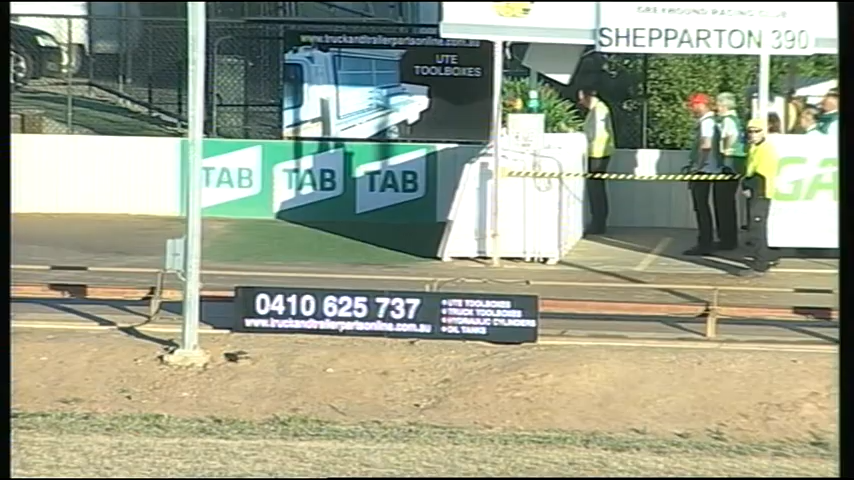 GREYHOUND RACING CLUB
SHEPPARTON 390
www.truckandtrailerpartsonline.com.au
UTE
TOOLBOXES
TAB
TAB
TAB
GA
0410 625 737
www.truckandtrailerpartsonline.com.au
UTE TOOLBOXES
TRUCK TOOLBOXES
HYDRAULIC CYLINDERS
OIL TANKS